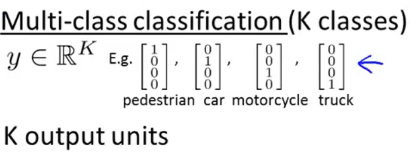 Multi-class classification (K classes)
y ∈ ℝ^K E.g. [1 0 0 0], [0 1 0 0], [0 0 1 0], [0 0 0 1] ←
pedestrian car motorcycle truck
K output units